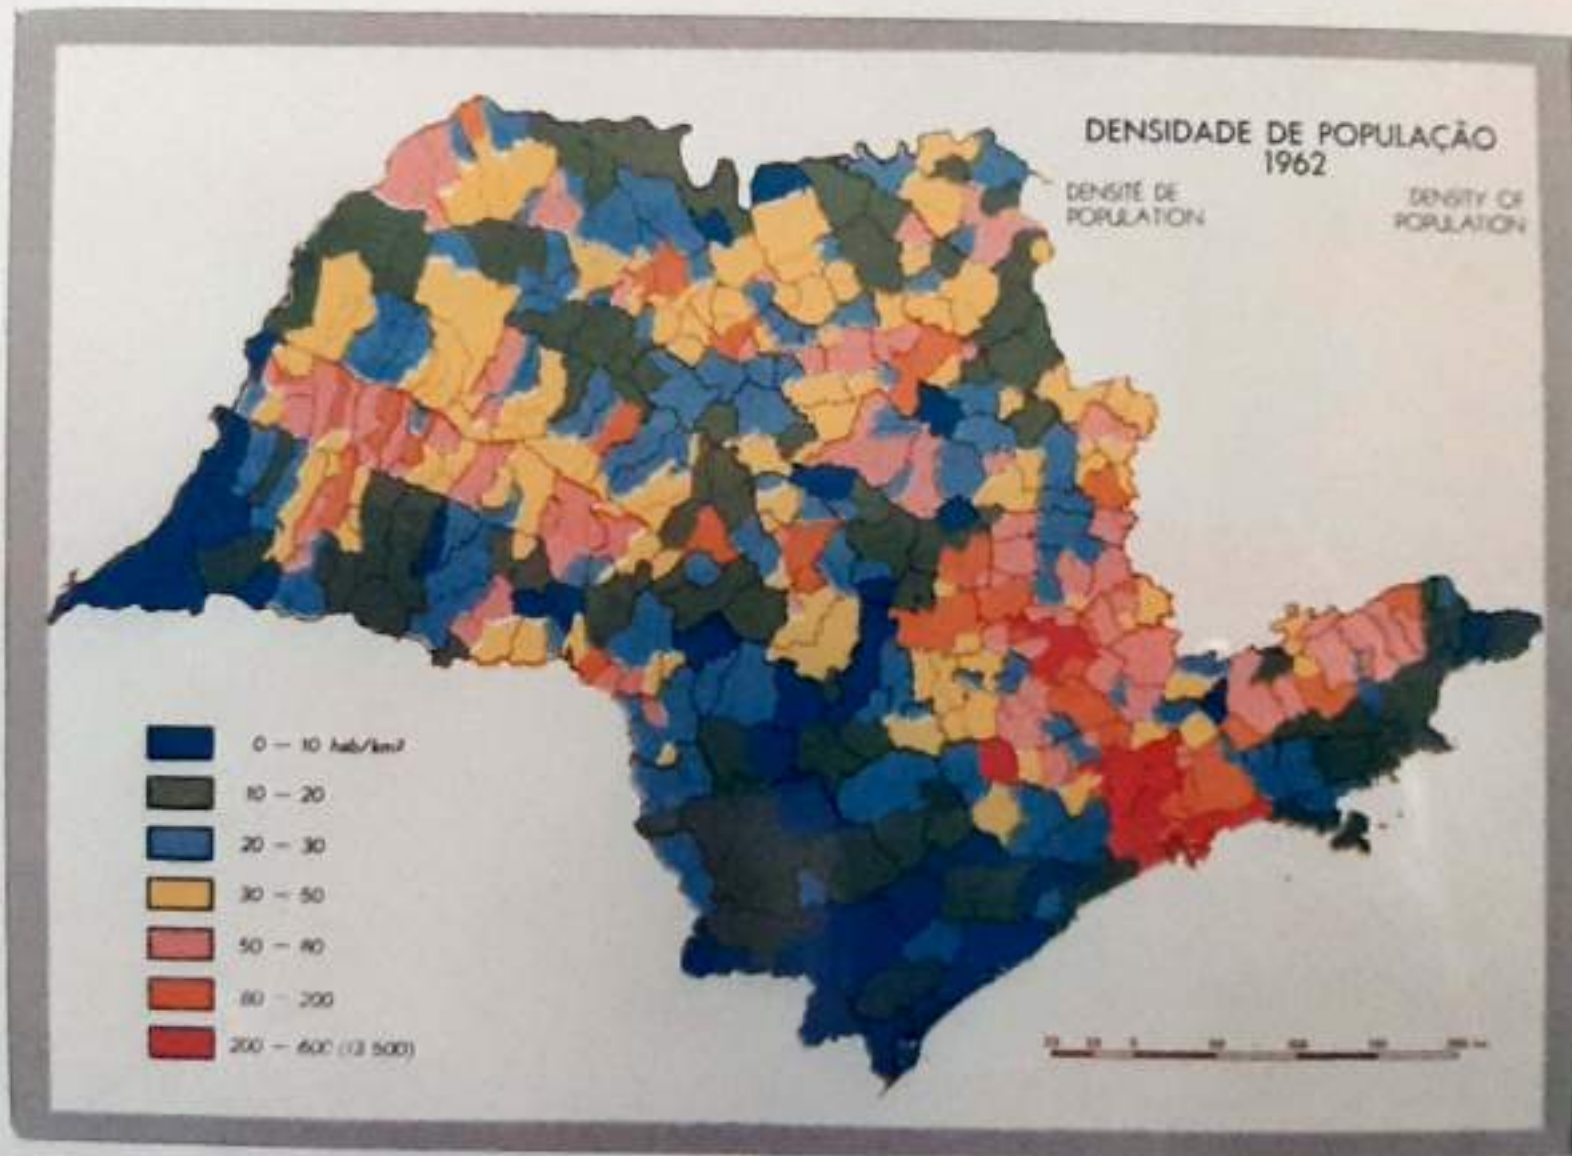 DENSIDADE DE POPULAÇÃO
1962
DENSITÉ DE
POPULATION
DENSITY OF
POPULATION
0 – 10 hab/km²
10 – 20
20 – 30
30 – 50
50 – 80
80 – 200
200 – 600 (13 500)